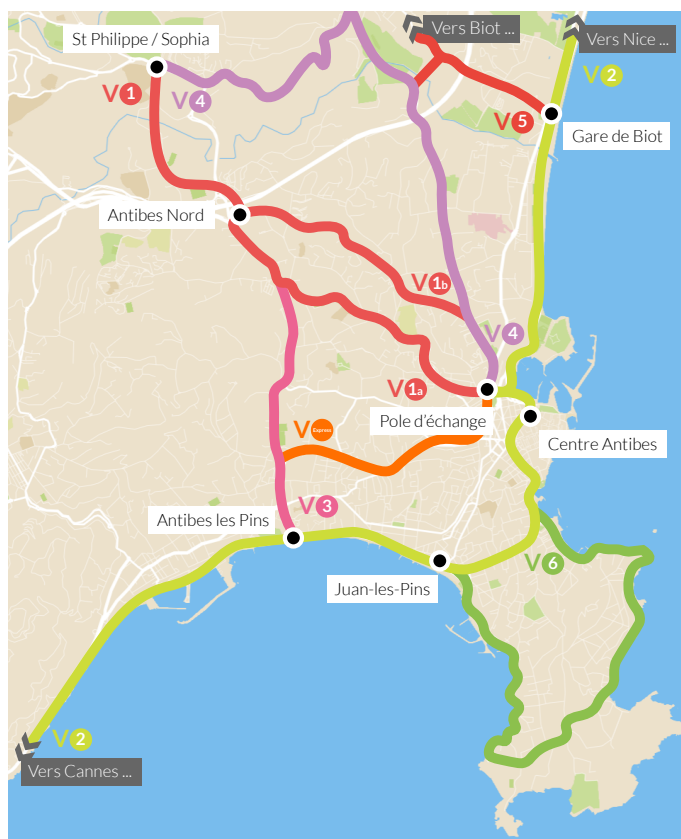 Vers Biot ...
St Philippe / Sophia
Vers Nice ...
V2
V1
V4
V5
Gare de Biot
Antibes Nord
V1b
V4
V1a
Pole d'échange
V Express
Centre Antibes
V3
Antibes les Pins
V6
Juan-les-Pins
V2
Vers Cannes ...